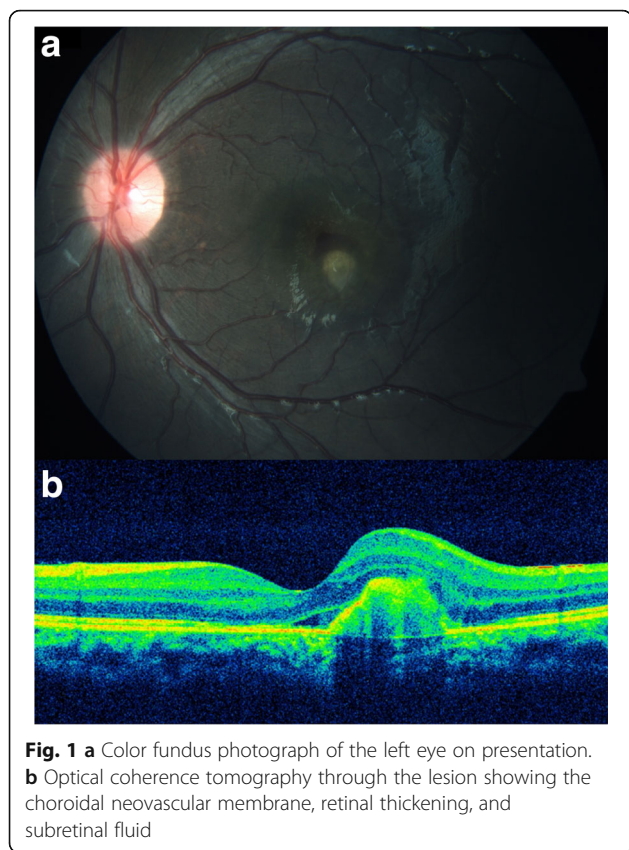 a
b
Fig. 1 a Color fundus photograph of the left eye on presentation.
b Optical coherence tomography through the lesion showing the
choroidal neovascular membrane, retinal thickening, and
subretinal fluid